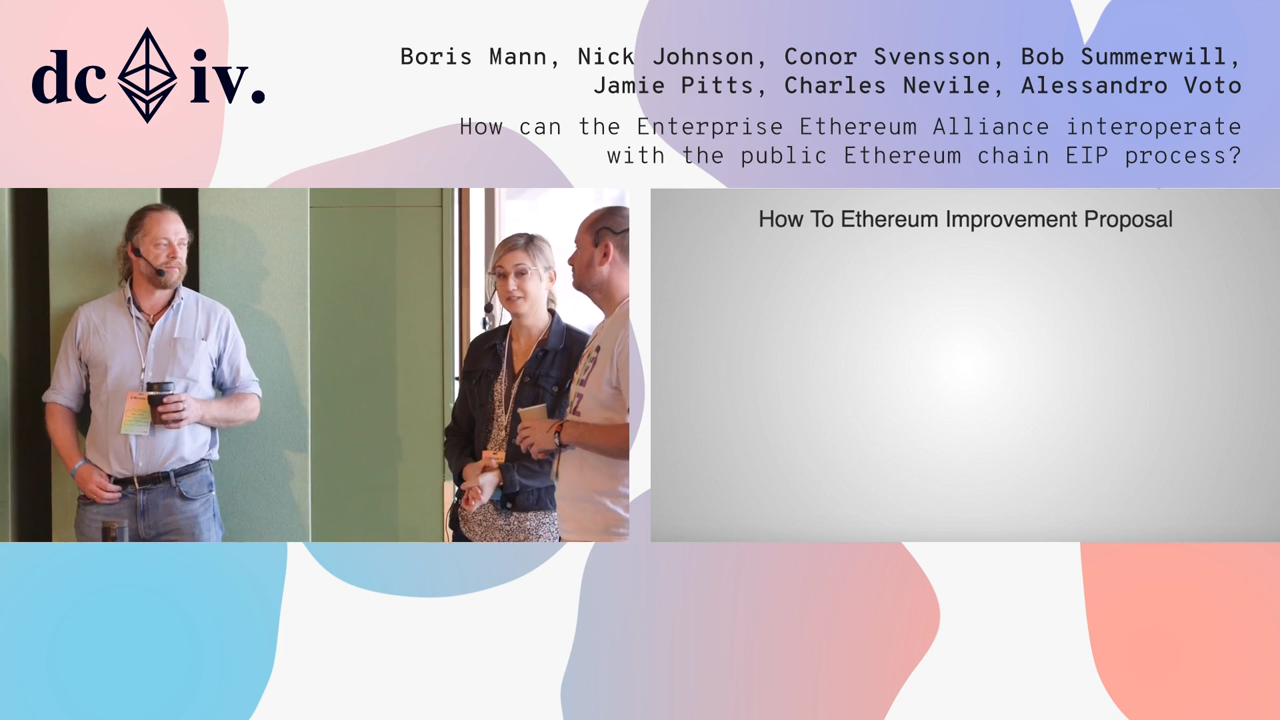 dc iv.
Boris Mann, Nick Johnson, Conor Svensson, Bob Summerwill,
Jamie Pitts, Charles Nevile, Alessandro Voto
How can the Enterprise Ethereum Alliance interoperate
with the public Ethereum chain EIP process?
How To Ethereum Improvement Proposal